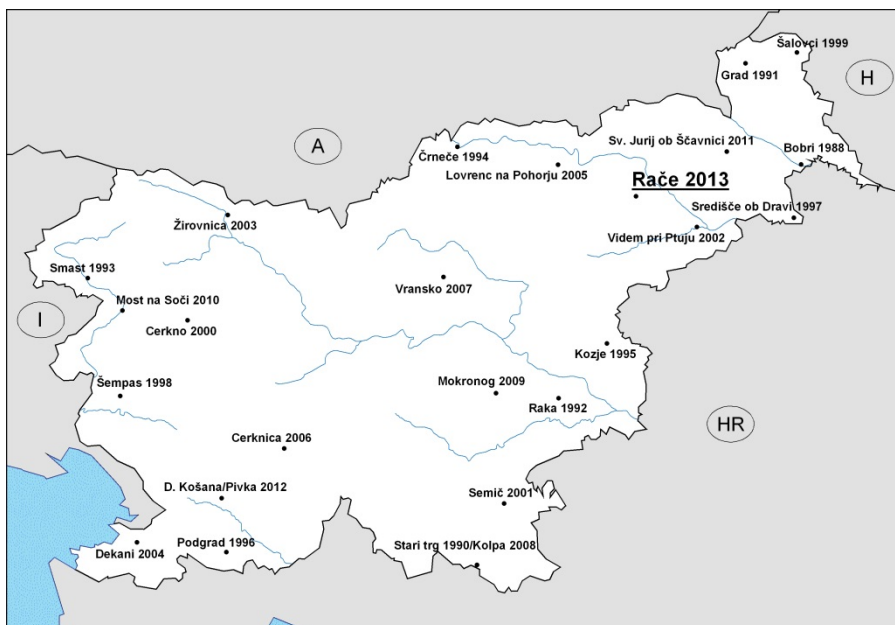 Šalovci 1999
Grad 1991
H
A
Sv. Jurij ob Ščavnici 2011
Bobri 1988
Črneče 1994
Lovrenc na Pohorju 2005
Rače 2013
Središče ob Dravi 1997
Žirovnica 2003
Videm pri Ptuju 2002
Smast 1993
Vransko 2007
Most na Soči 2010
I
Cerkno 2000
Kozje 1995
Šempas 1998
Mokronog 2009
Raka 1992
HR
Cerknica 2006
D. Košana/Pivka 2012
Semič 2001
Dekani 2004
Podgrad 1996
Stari trg 1990/Kolpa 2008